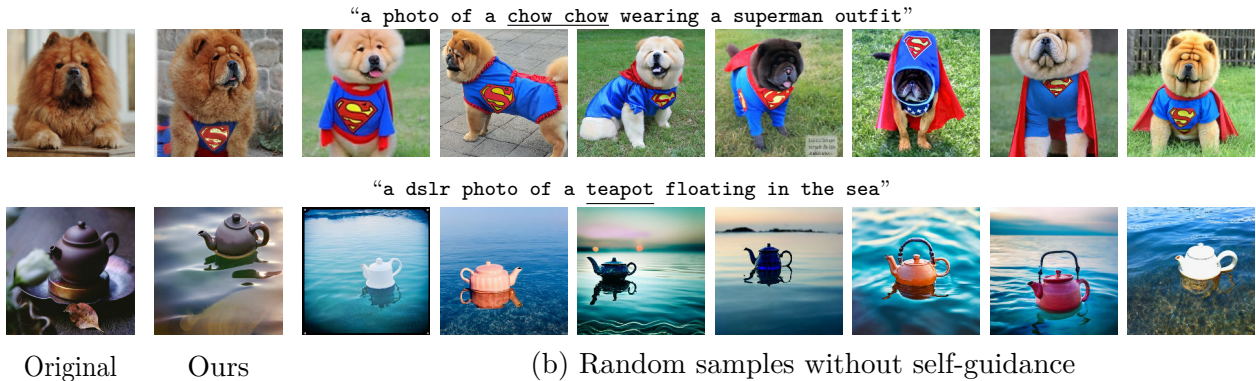 “a photo of a chow chow wearing a superman outfit”
“a dslr photo of a teapot floating in the sea”
Original
Ours
(b) Random samples without self-guidance